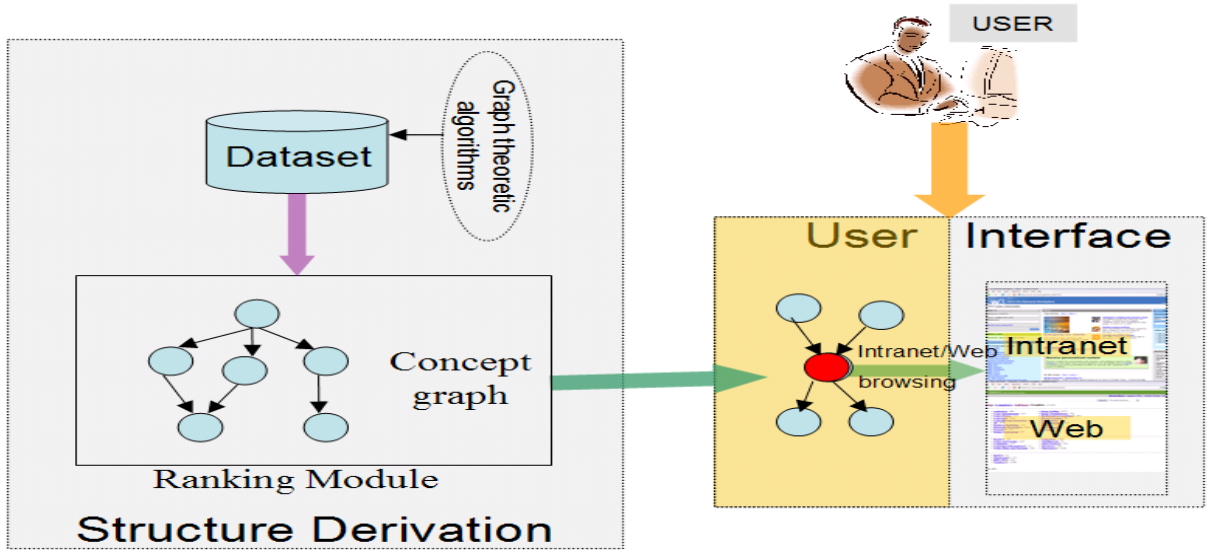 USER
Graph theoretic
algorithms
Dataset
User Interface
Concept
graph
Intranet/Web
browsing
Intranet
Web
Ranking Module
Structure Derivation